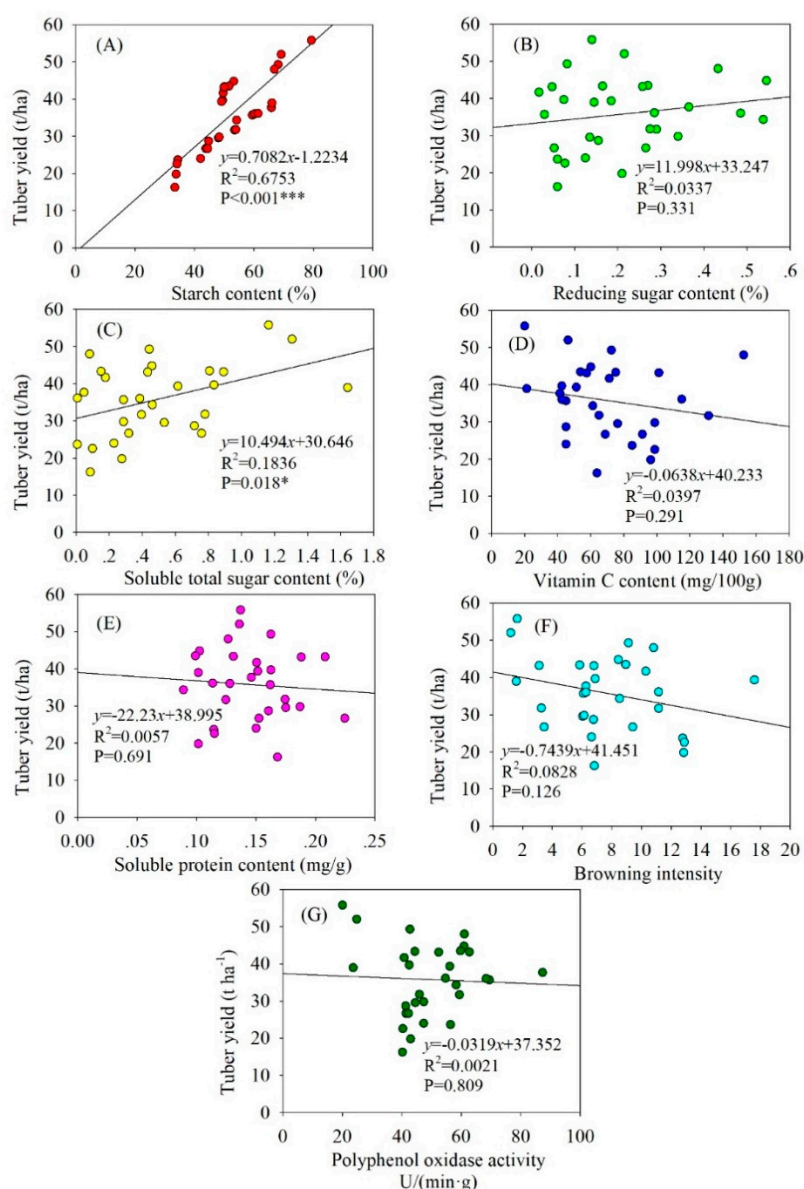 (A)
Tuber yield (t/ha)
60
50
40
30
20
10
0
y=0.7082x-1.2234
R²=0.6753
P<0.001***
0 20 40 60 80 100
Starch content (%)
(B)
Tuber yield (t/ha)
60
50
40
30
20
10
0
y=11.998x+33.247
R²=0.0337
P=0.331
0.0 .1 .2 .3 .4 .5 .6
Reducing sugar content (%)
(C)
Tuber yield (t/ha)
60
50
40
30
20
10
0
y=10.494x+30.646
R²=0.1836
P=0.018*
0.0 .2 .4 .6 .8 1.0 1.2 1.4 1.6 1.8
Soluble total sugar content (%)
(D)
Tuber yield (t/ha)
60
50
40
30
20
10
0
y=-0.0638x+40.233
R²=0.0397
P=0.291
0 20 40 60 80 100 120 140 160 180
Vitamin C content (mg/100g)
(E)
Tuber yield (t/ha)
60
50
40
30
20
10
0
y=-22.23x+38.995
R²=0.0057
P=0.691
0.00 .05 .10 .15 .20 .25
Soluble protein content (mg/g)
(F)
Tuber yield (t/ha)
60
50
40
30
20
10
0
y=-0.7439x+41.451
R²=0.0828
P=0.126
0 2 4 6 8 10 12 14 16 18 20
Browning intensity
(G)
Tuber yield (t ha⁻¹)
60
50
40
30
20
10
0
y=-0.0319x+37.352
R²=0.0021
P=0.809
0 20 40 60 80 100
Polyphenol oxidase activity
U/(min·g)